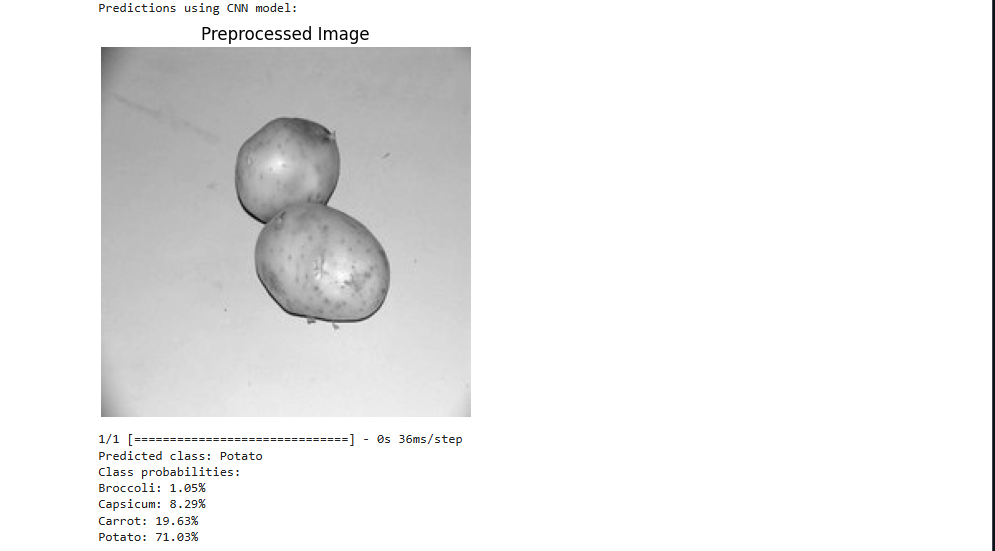 Predictions using CNN model:
Preprocessed Image
1/1 [==============================] - 0s 36ms/step
Predicted class: Potato
Class probabilities:
Broccoli: 1.05%
Capsicum: 8.29%
Carrot: 19.63%
Potato: 71.03%